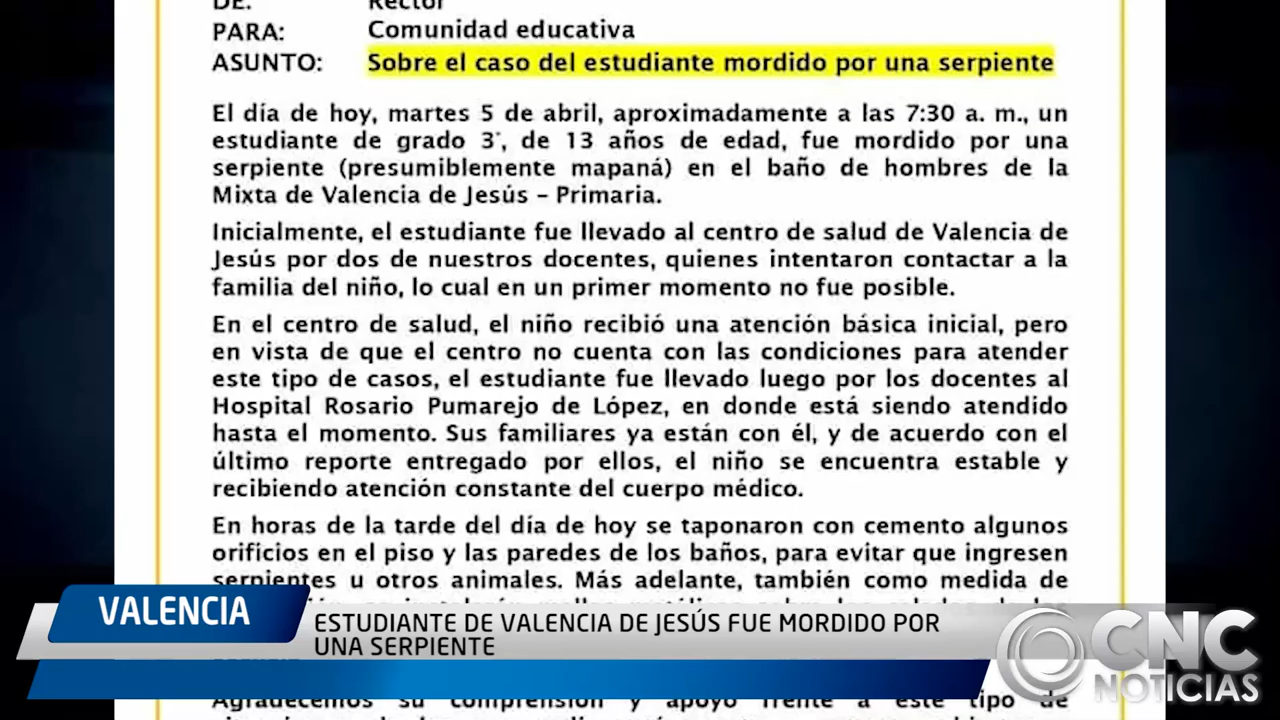 DE: Rector
PARA: Comunidad educativa
ASUNTO: Sobre el caso del estudiante mordido por una serpiente
El día de hoy, martes 5 de abril, aproximadamente a las 7:30 a. m., un
estudiante de grado 3°, de 13 años de edad, fue mordido por una
serpiente (presumiblemente mapaná) en el baño de hombres de la
Mixta de Valencia de Jesús – Primaria.
Inicialmente, el estudiante fue llevado al centro de salud de Valencia de
Jesús por dos de nuestros docentes, quienes intentaron contactar a la
familia del niño, lo cual en un primer momento no fue posible.
En el centro de salud, el niño recibió una atención básica inicial, pero
en vista de que el centro no cuenta con las condiciones para atender
este tipo de casos, el estudiante fue llevado luego por los docentes al
Hospital Rosario Pumarejo de López, en donde está siendo atendido
hasta el momento. Sus familiares ya están con él, y de acuerdo con el
último reporte entregado por ellos, el niño se encuentra estable y
recibiendo atención constante del cuerpo médico.
En horas de la tarde del día de hoy se taponaron con cemento algunos
orificios en el piso y las paredes de los baños, para evitar que ingresen
serpientes u otros animales. Más adelante, también como medida de
VALENCIA
ESTUDIANTE DE VALENCIA DE JESÚS FUE MORDIDO POR
UNA SERPIENTE
CNC
NOTICIAS
Agradecemos su comprensión y apoyo frente a este tipo de